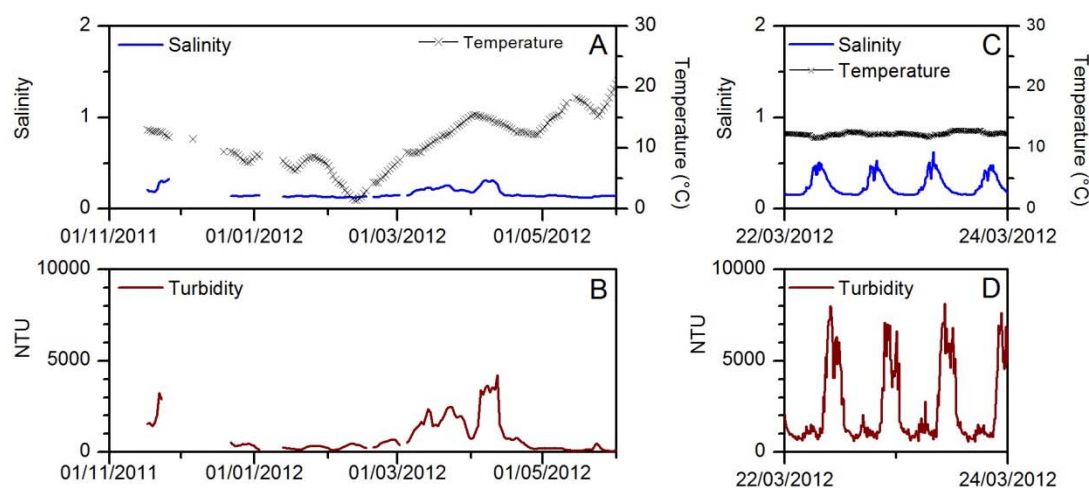 2
30
Salinity
Temperature
A
20
1
10
0
0
Salinity
Temperature (°C)
01/11/2011
01/01/2012
01/03/2012
01/05/2012
2
30
C
Salinity
Temperature
20
1
10
0
0
Salinity
Temperature (°C)
22/03/2012
24/03/2012
10000
Turbidity
B
5000
0
NTU
01/11/2011
01/01/2012
01/03/2012
01/05/2012
10000
Turbidity
D
5000
0
NTU
22/03/2012
24/03/2012